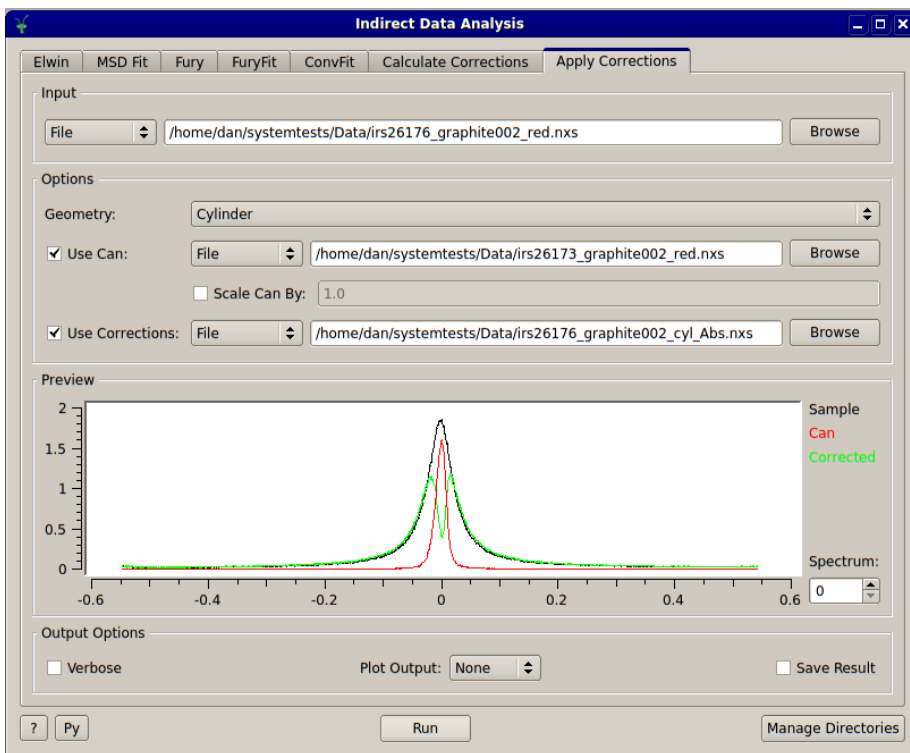 Indirect Data Analysis
Elwin MSD Fit Fury FuryFit ConvFit Calculate Corrections Apply Corrections
Input
File /home/dan/systemtests/Data/irs26176_graphite002_red.nxs Browse
Options
Geometry: Cylinder
Use Can: File /home/dan/systemtests/Data/irs26173_graphite002_red.nxs Browse
Scale Can By: 1.0
Use Corrections: File /home/dan/systemtests/Data/irs26176_graphite002_cyl_Abs.nxs Browse
Preview
2 Sample
Can
1.5 Corrected
1
0.5
Spectrum:
0
-0.6 -0.4 -0.2 0 0.2 0.4 0.6 0
Output Options
Verbose Plot Output: None Save Result
? Py Run Manage Directories